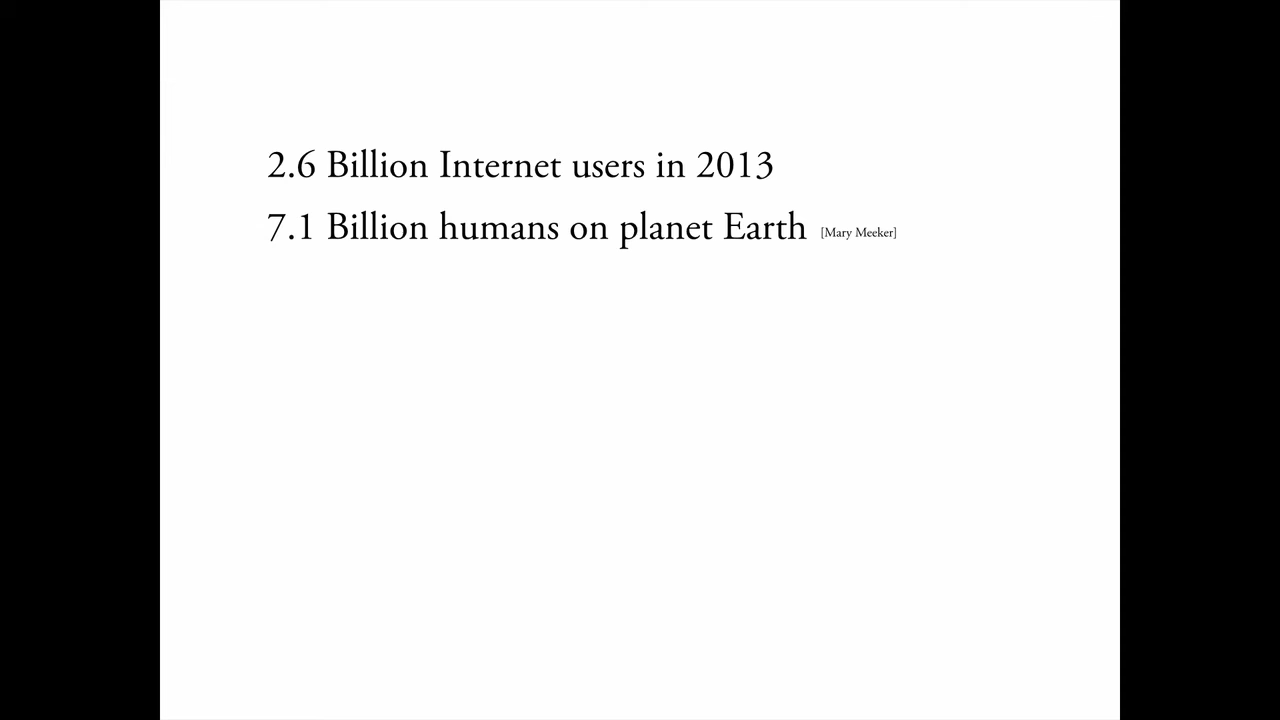 2.6 Billion Internet users in 2013
7.1 Billion humans on planet Earth [Mary Meeker]